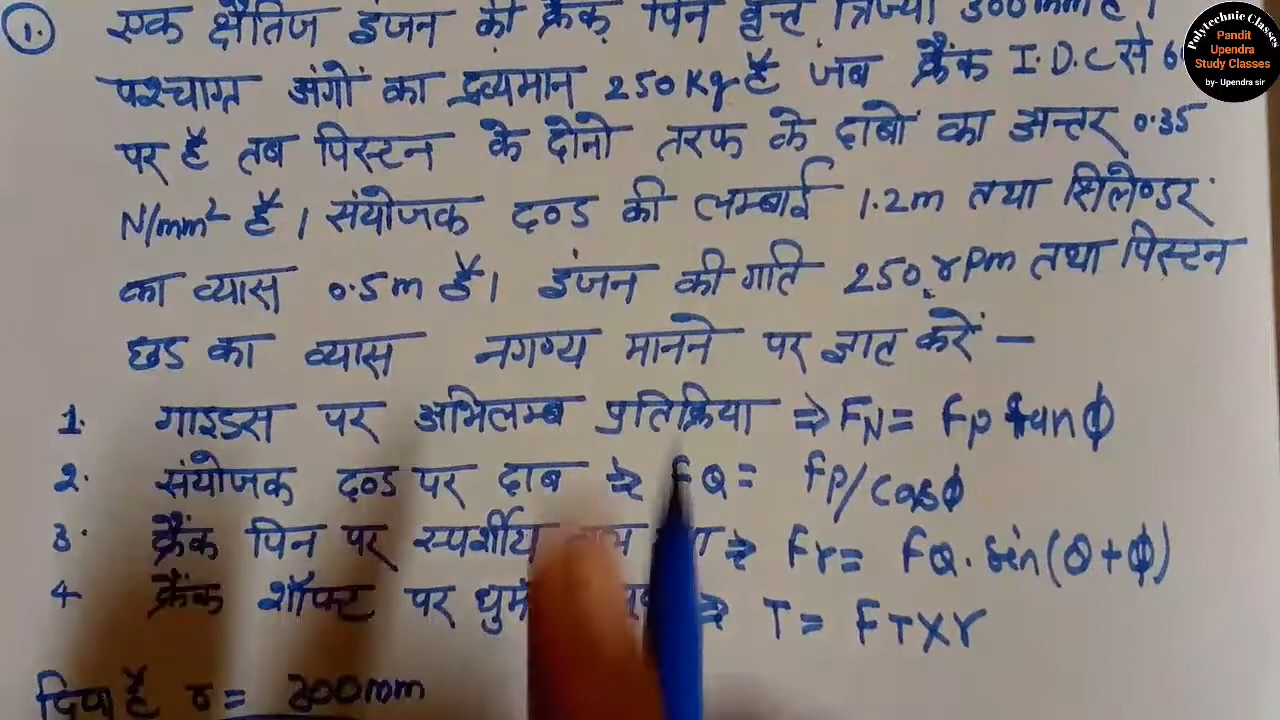 1. एक क्षैतिज इंजन की क्रैंक पिन वृत्त त्रिज्या 300mm है।
पश्चाग्र अंगों का द्रव्यमान 250 Kg है जब क्रैंक I.D.C से 6
पर है तब पिस्टन के दोनो तरफ के दाबों का अन्तर 0.35
N/mm² है। संयोजक दण्ड की लम्बाई 1.2m तथा सिलेण्डर
का व्यास 0.5m है। इंजन की गति 250 rpm तथा पिस्टन
छड का व्यास नगण्य मानने पर ज्ञात करें —
1. गाइडस पर अभिलम्ब प्रतिक्रिया ⇒ FN = Fp tan ϕ
2. संयोजक दण्ड पर दाब ⇒ FQ = Fp/cosϕ
3. क्रैंक पिन पर स्पर्शीय ⇒ FT = FQ. Sin(θ+ϕ)
4 क्रैंक शॉफ्ट पर ⇒ T = FT×r
दिया है r = 300mm
Polytechnic Classes
Pandit
Upendra
Study Classes
by- Upendra sir